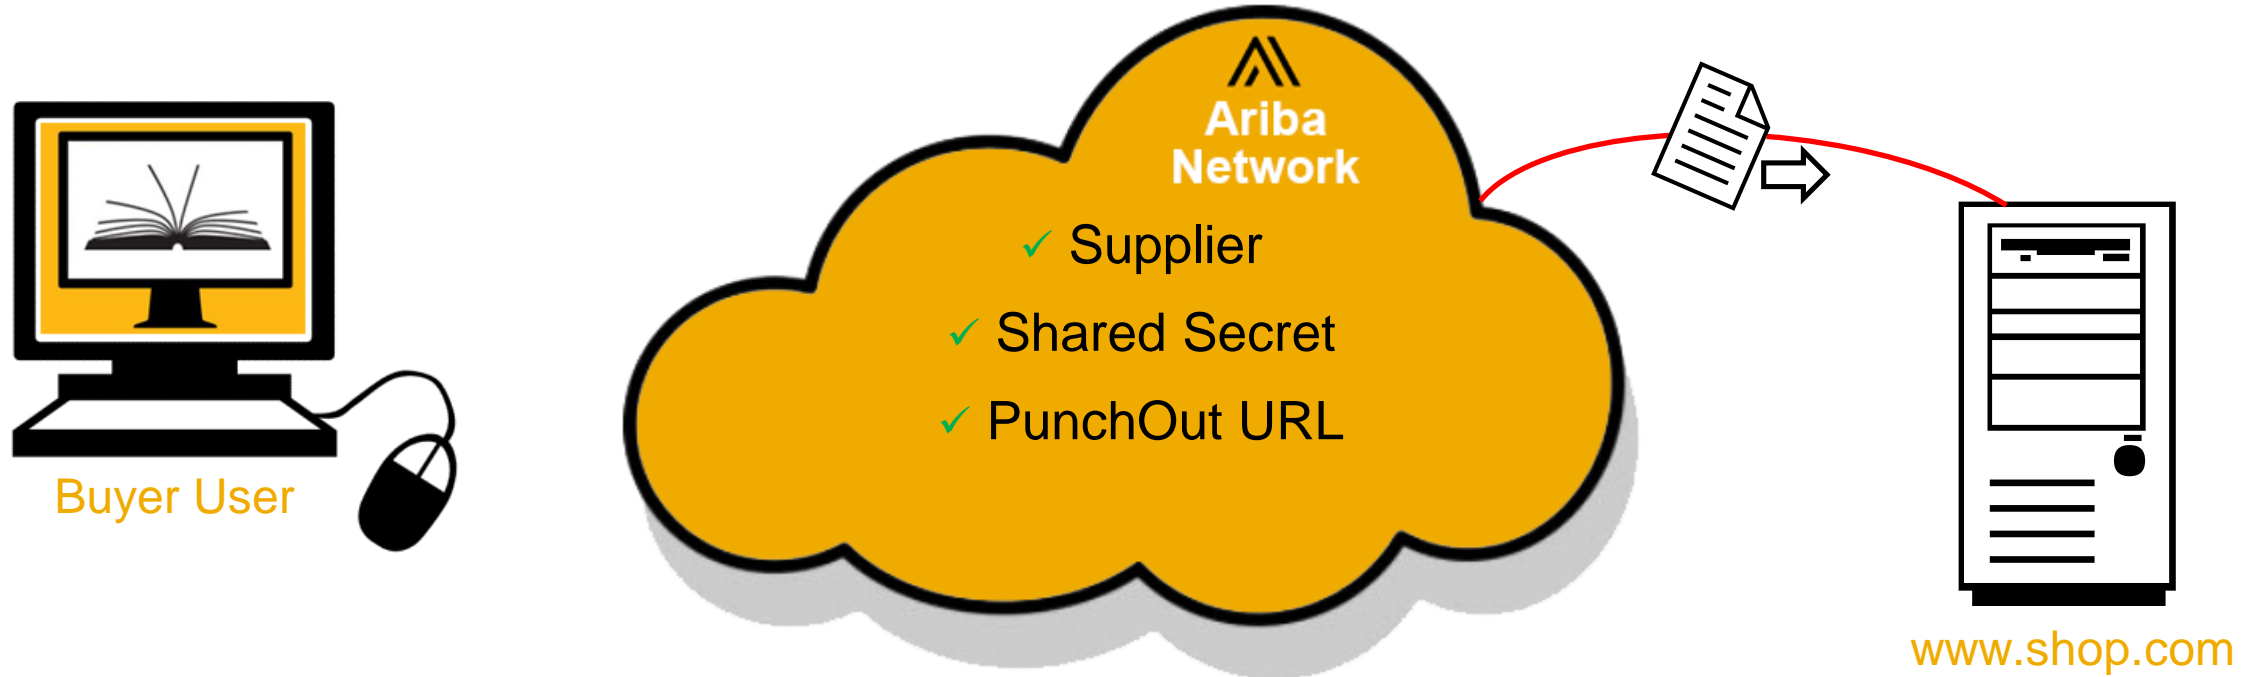 Ariba
Network
Supplier
Shared Secret
PunchOut URL
Buyer User
www.shop.com